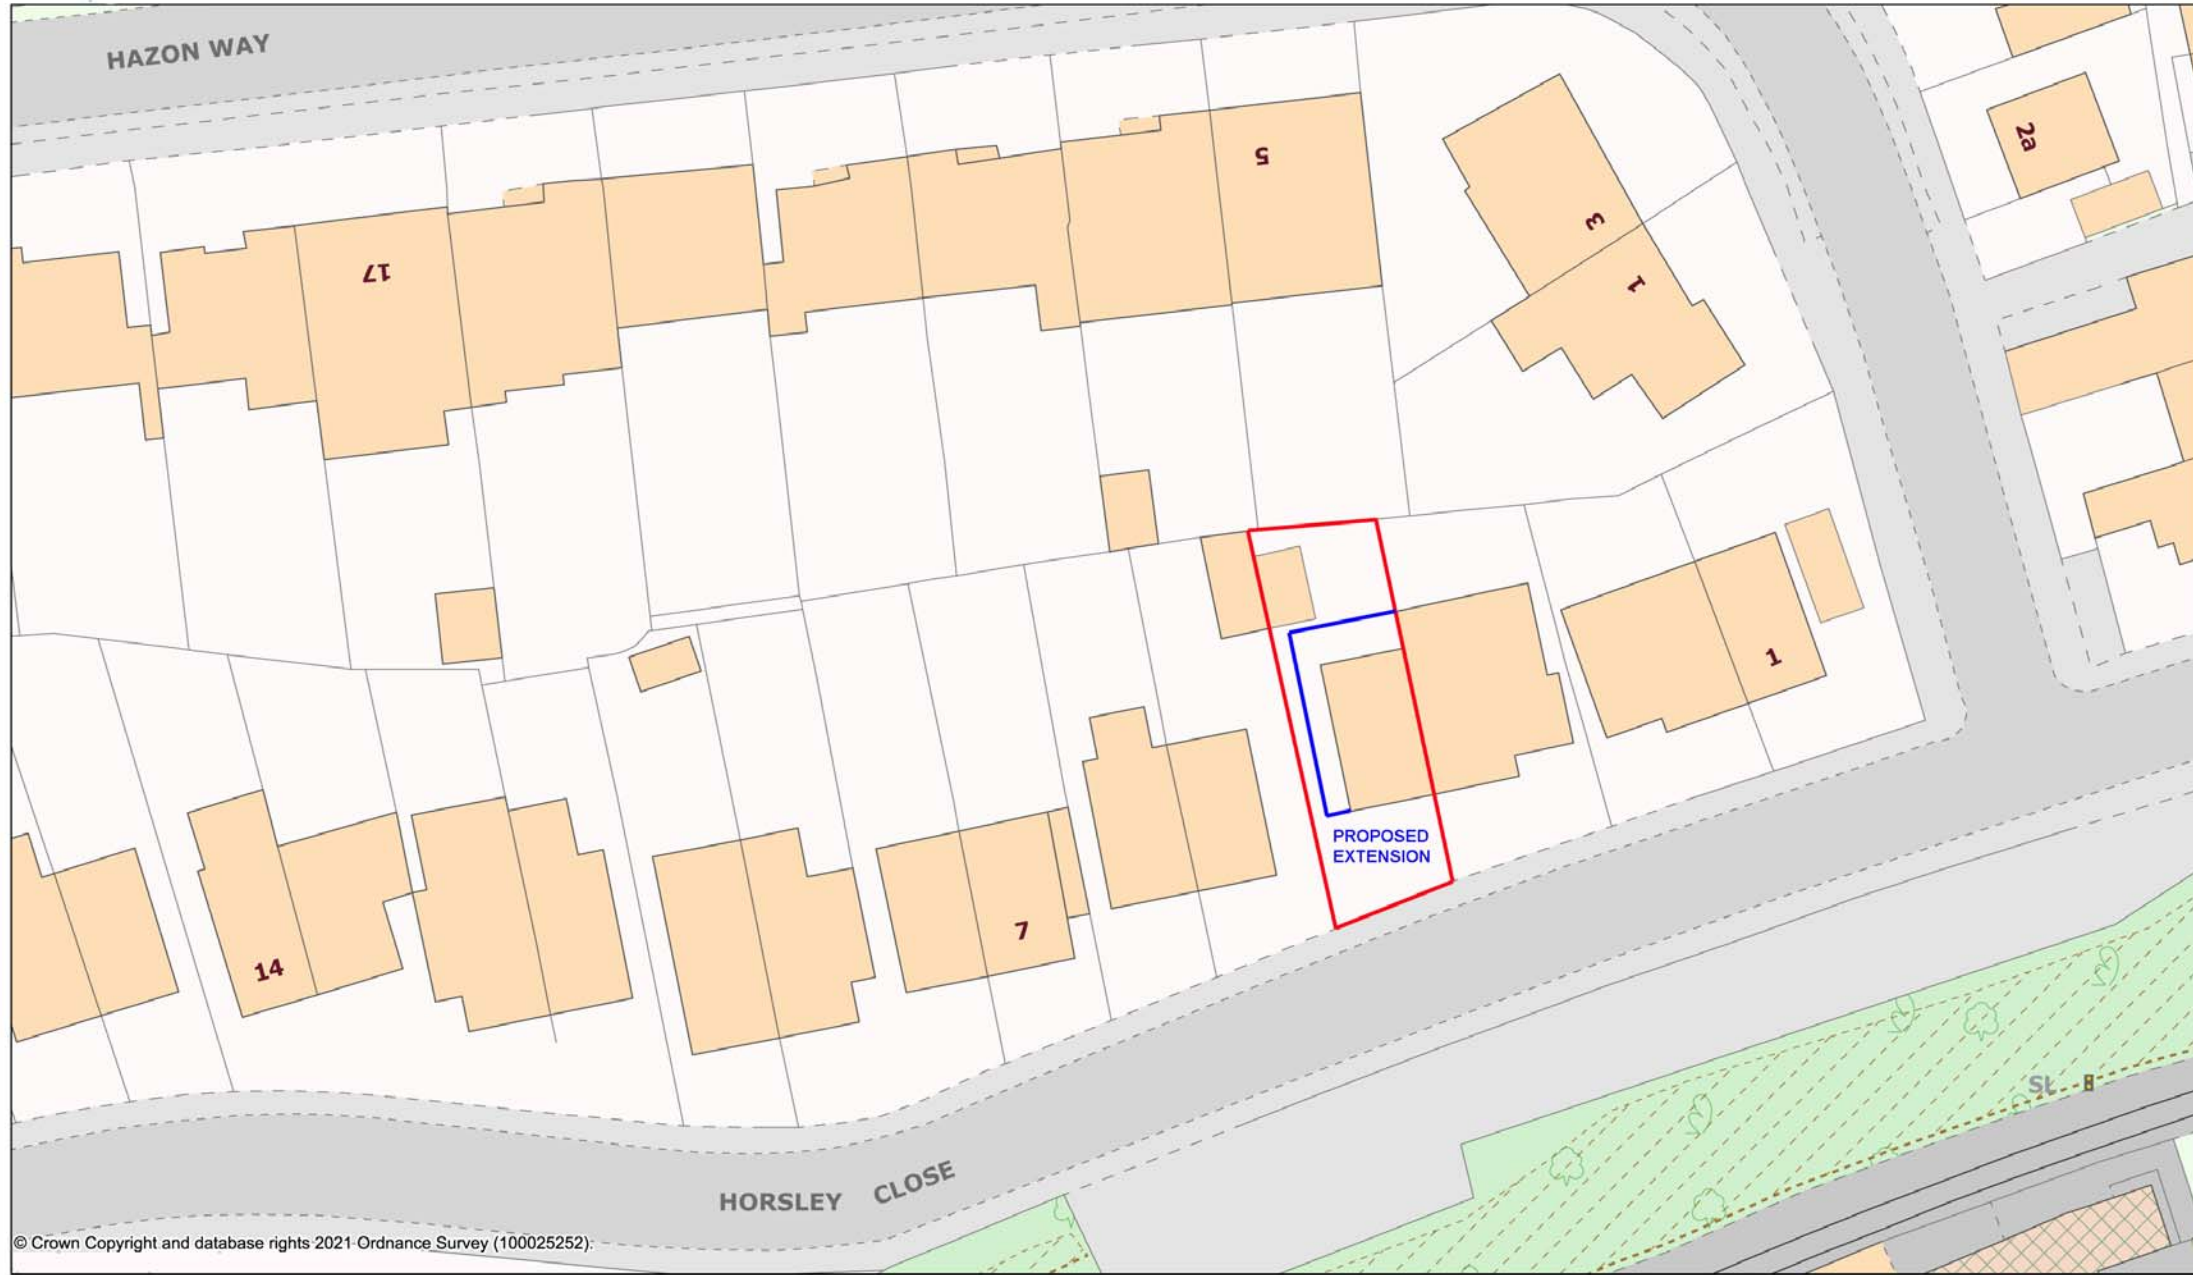 HAZON WAY
2a
5
3
17
1
1
PROPOSED
EXTENSION
7
14
SL
HORSLEY CLOSE
© Crown Copyright and database rights 2021 Ordnance Survey (100025252).